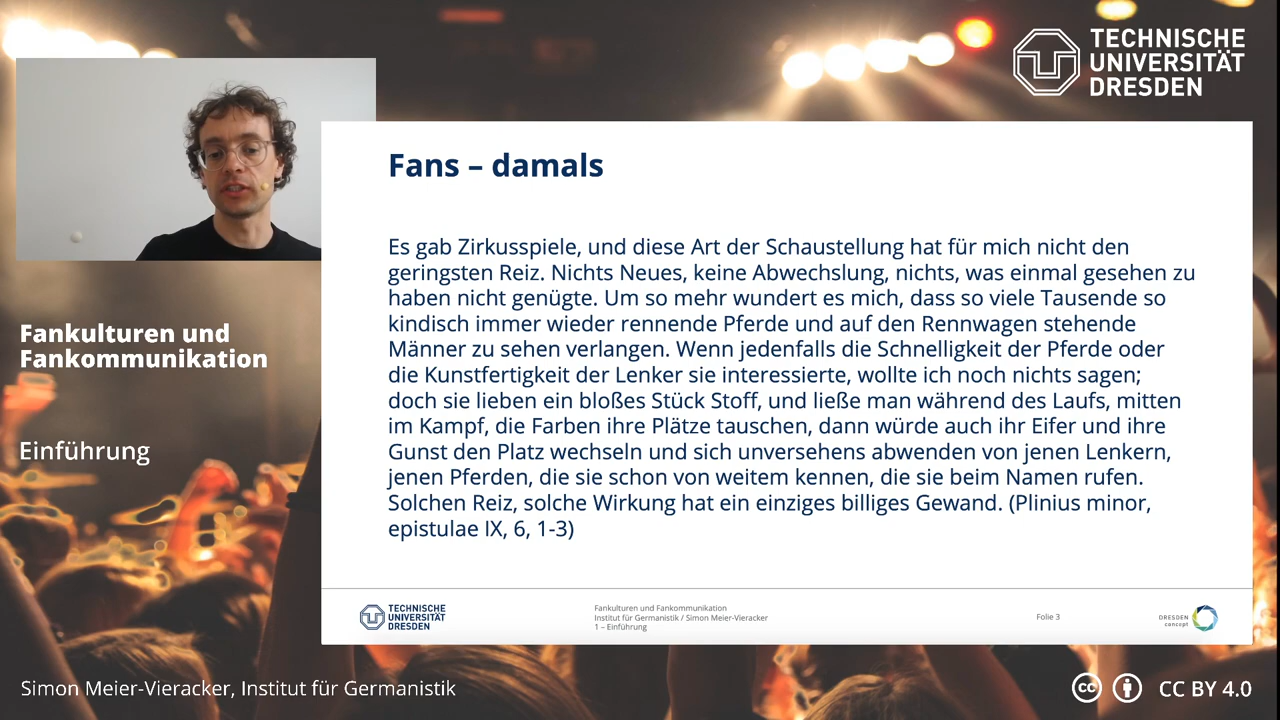 TECHNISCHE
UNIVERSITÄT
DRESDEN
Fans – damals
Es gab Zirkusspiele, und diese Art der Schaustellung hat für mich nicht den
geringsten Reiz. Nichts Neues, keine Abwechslung, nichts, was einmal gesehen zu
haben nicht genügte. Um so mehr wundert es mich, dass so viele Tausende so
kindisch immer wieder rennende Pferde und auf den Rennwagen stehende
Männer zu sehen verlangen. Wenn jedenfalls die Schnelligkeit der Pferde oder
die Kunstfertigkeit der Lenker sie interessierte, wollte ich noch nichts sagen;
doch sie lieben ein bloßes Stück Stoff, und ließe man während des Laufs, mitten
im Kampf, die Farben ihre Plätze tauschen, dann würde auch ihr Eifer und ihre
Gunst den Platz wechseln und sich unversehens abwenden von jenen Lenkern,
jenen Pferden, die sie schon von weitem kennen, die sie beim Namen rufen.
Solchen Reiz, solche Wirkung hat ein einziges billiges Gewand. (Plinius minor,
epistulae IX, 6, 1-3)
Fankulturen und
Fankommunikation
Einführung
TECHNISCHE
UNIVERSITÄT
DRESDEN
Fankulturen und Fankommunikation
Institut für Germanistik / Simon Meier-Vieracker
1 – Einführung
Folie 3
DRESDEN
concept
Simon Meier-Vieracker, Institut für Germanistik
cc
CC BY 4.0